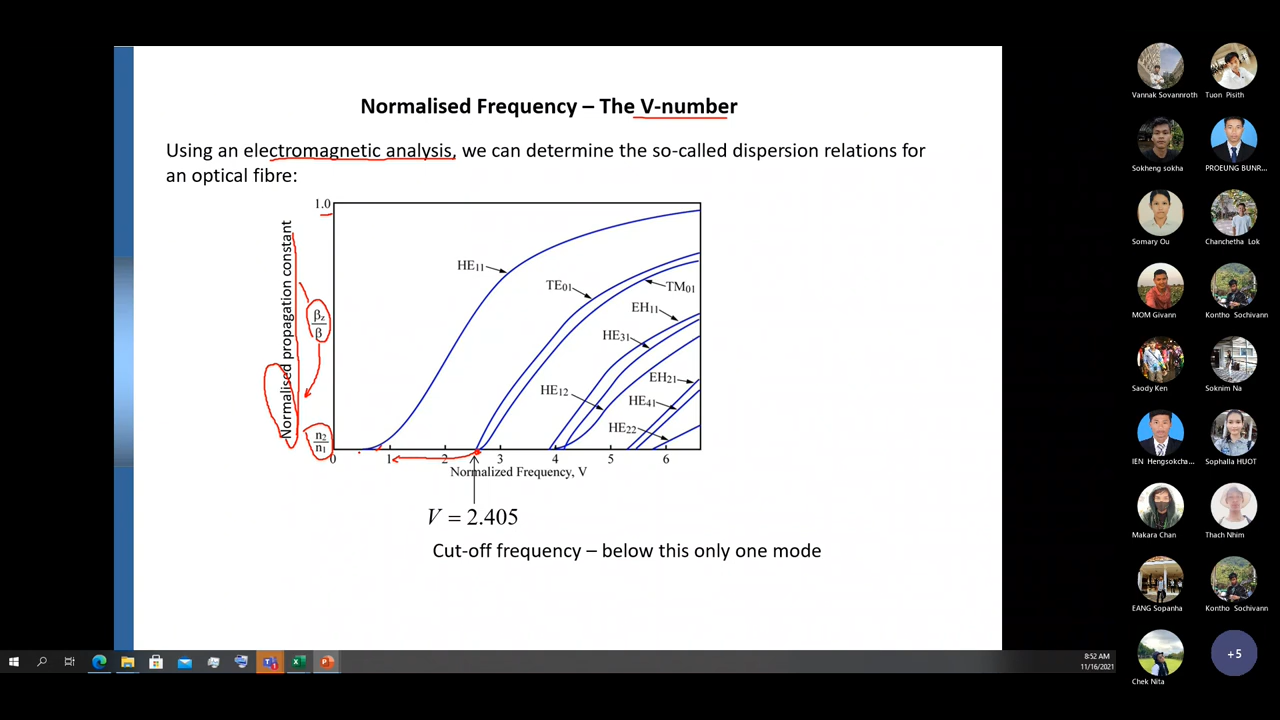 Normalised Frequency – The V-number
Using an electromagnetic analysis, we can determine the so-called dispersion relations for
an optical fibre:
1.0
Normalised propagation constant
βz
β
n2
n1
HE11
TE01
TM01
EH11
HE31
HE12
EH21
HE41
HE22
0 1 2 3 4 5 6
Normalized Frequency, V
V = 2.405
Cut-off frequency – below this only one mode
Vannak Sovannroth
Tuon Pisith
Sokheng sokha
PROEUNG BUNR...
Somary Ou
Chanchetha Lok
MOM Givann
Kontho Sochivann
Saody Ken
Soknim Na
IEN Hengsokcha...
Sophalla HUOT
Makara Chan
Thach Nhim
EANG Sopanha
Kontho Sochivann
Chek Nita
+5
8:52 AM
11/16/2021